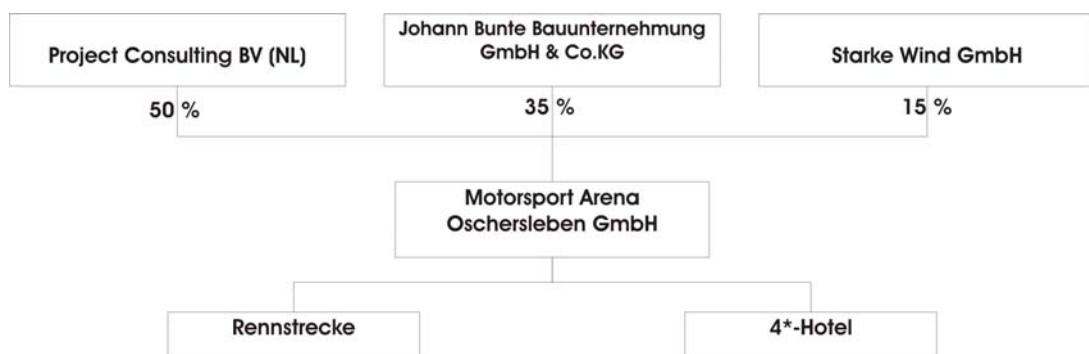 Project Consulting BV (NL)
Johann Bunte Bauunternehmung
GmbH & Co.KG
Starke Wind GmbH
50 %
35 %
15 %
Motorsport Arena
Oschersleben GmbH
Rennstrecke
4*-Hotel